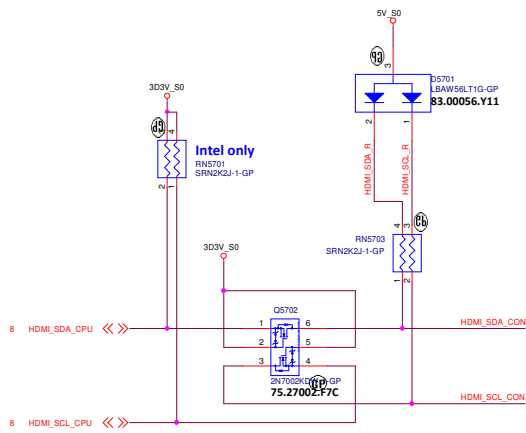 5V_S0
3
D5701
LBAW56LT1G-GP
83.00056.Y11
2
1
HDMI_SDA_R
HDMI_SCL_R
3D3V_S0
3
4
Intel only
RN5701
SRN2K2J-1-GP
2
1
4
3
RN5703
SRN2K2J-1-GP
1
2
3D3V_S0
Q5702
8 HDMI_SDA_CPU
1
6
HDMI_SDA_CON
2
5
3
4
75.27002.F7C
HDMI_SCL_CON
8 HDMI_SCL_CPU